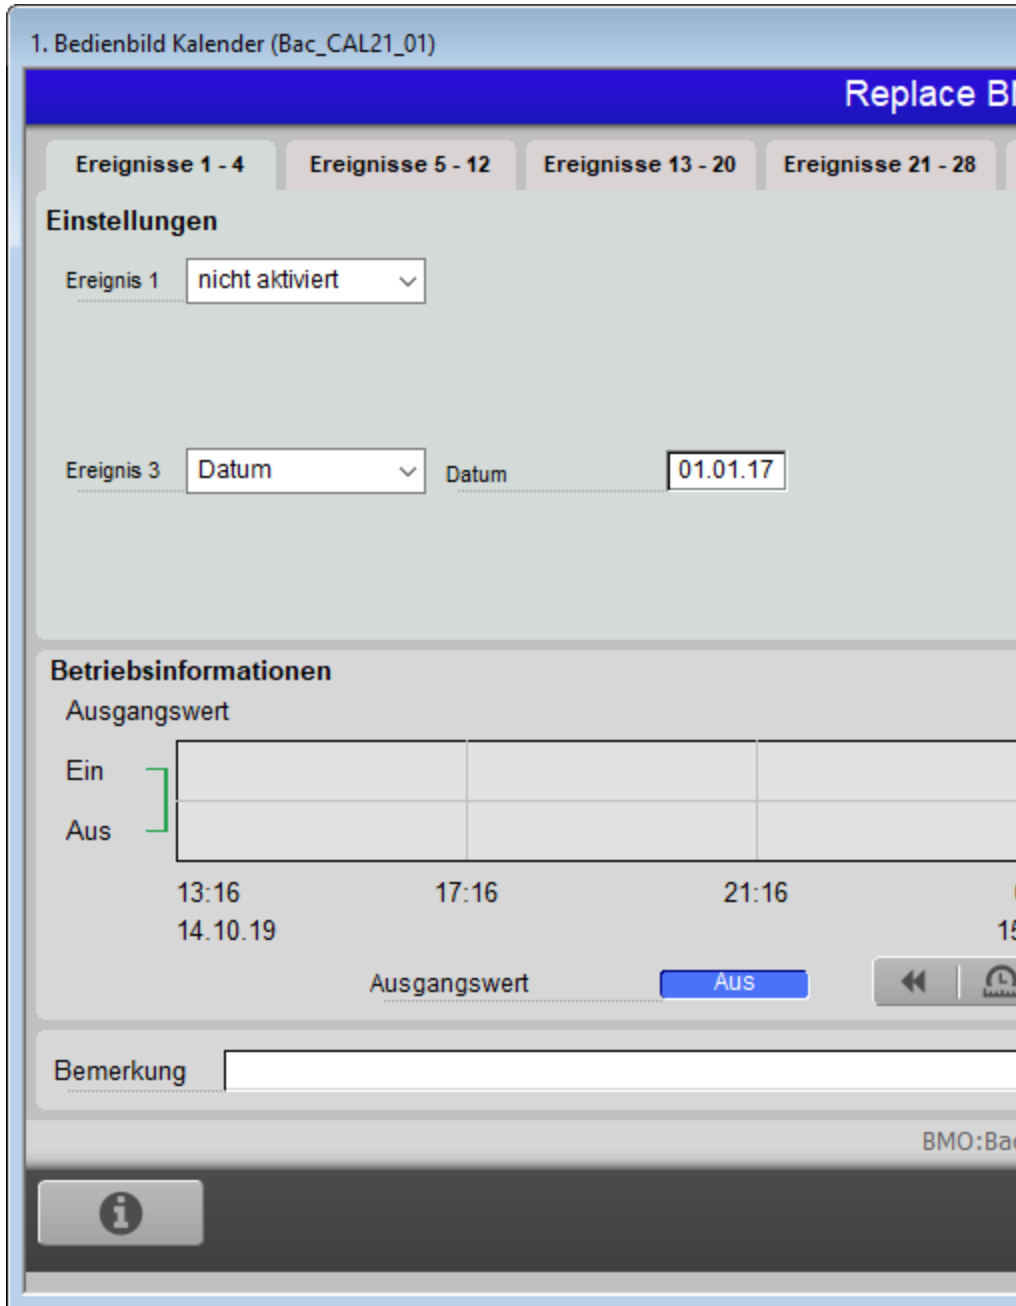 1. Bedienbild Kalender (Bac_CAL21_01)
Replace
Ereignisse 1 - 4 Ereignisse 5 - 12 Ereignisse 13 - 20 Ereignisse 21 - 28
Einstellungen
Ereignis 1 nicht aktiviert
Ereignis 3 Datum Datum 01.01.17
Betriebsinformationen
Ausgangswert
Ein
Aus
13:16 17:16 21:16
14.10.19 15
Ausgangswert Aus
Bemerkung
BMO:Bac